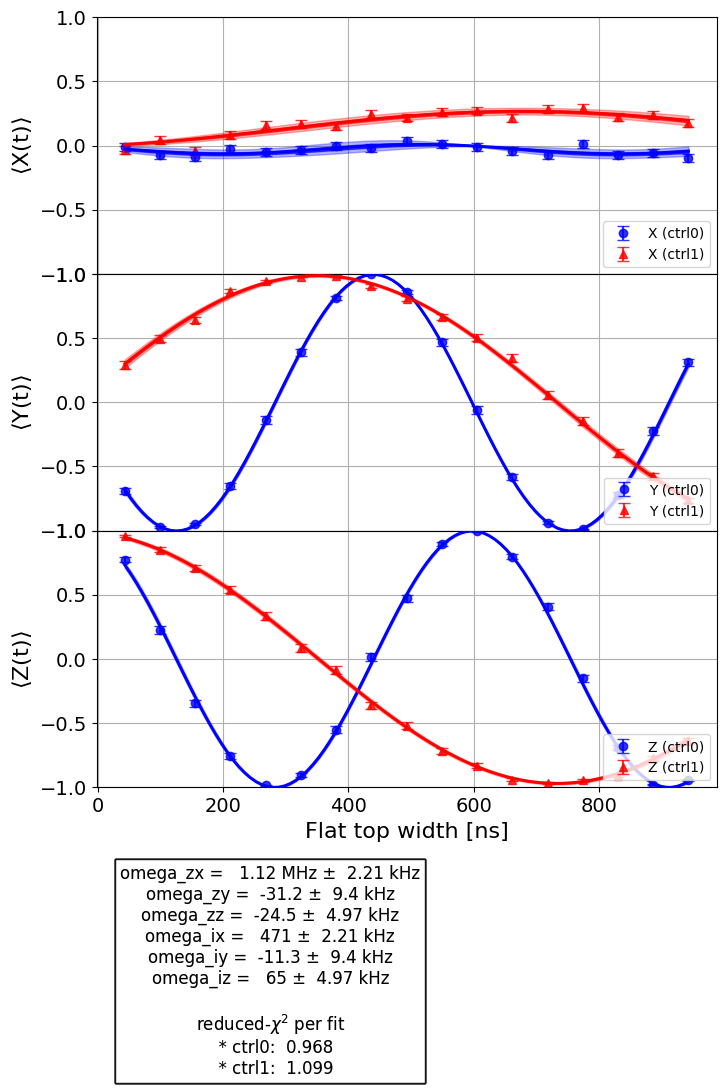 1.0
0.5
0.0
−0.5
−1.0
⟨X(t)⟩
X (ctrl0)
X (ctrl1)
1.0
0.5
0.0
−0.5
−1.0
⟨Y(t)⟩
Y (ctrl0)
Y (ctrl1)
1.0
0.5
0.0
−0.5
−1.0
⟨Z(t)⟩
Z (ctrl0)
Z (ctrl1)
0 200 400 600 800
Flat top width [ns]
omega_zx = 1.12 MHz ± 2.21 kHz
omega_zy = -31.2 ± 9.4 kHz
omega_zz = -24.5 ± 4.97 kHz
omega_ix = 471 ± 2.21 kHz
omega_iy = -11.3 ± 9.4 kHz
omega_iz = 65 ± 4.97 kHz
reduced-χ² per fit
* ctrl0: 0.968
* ctrl1: 1.099